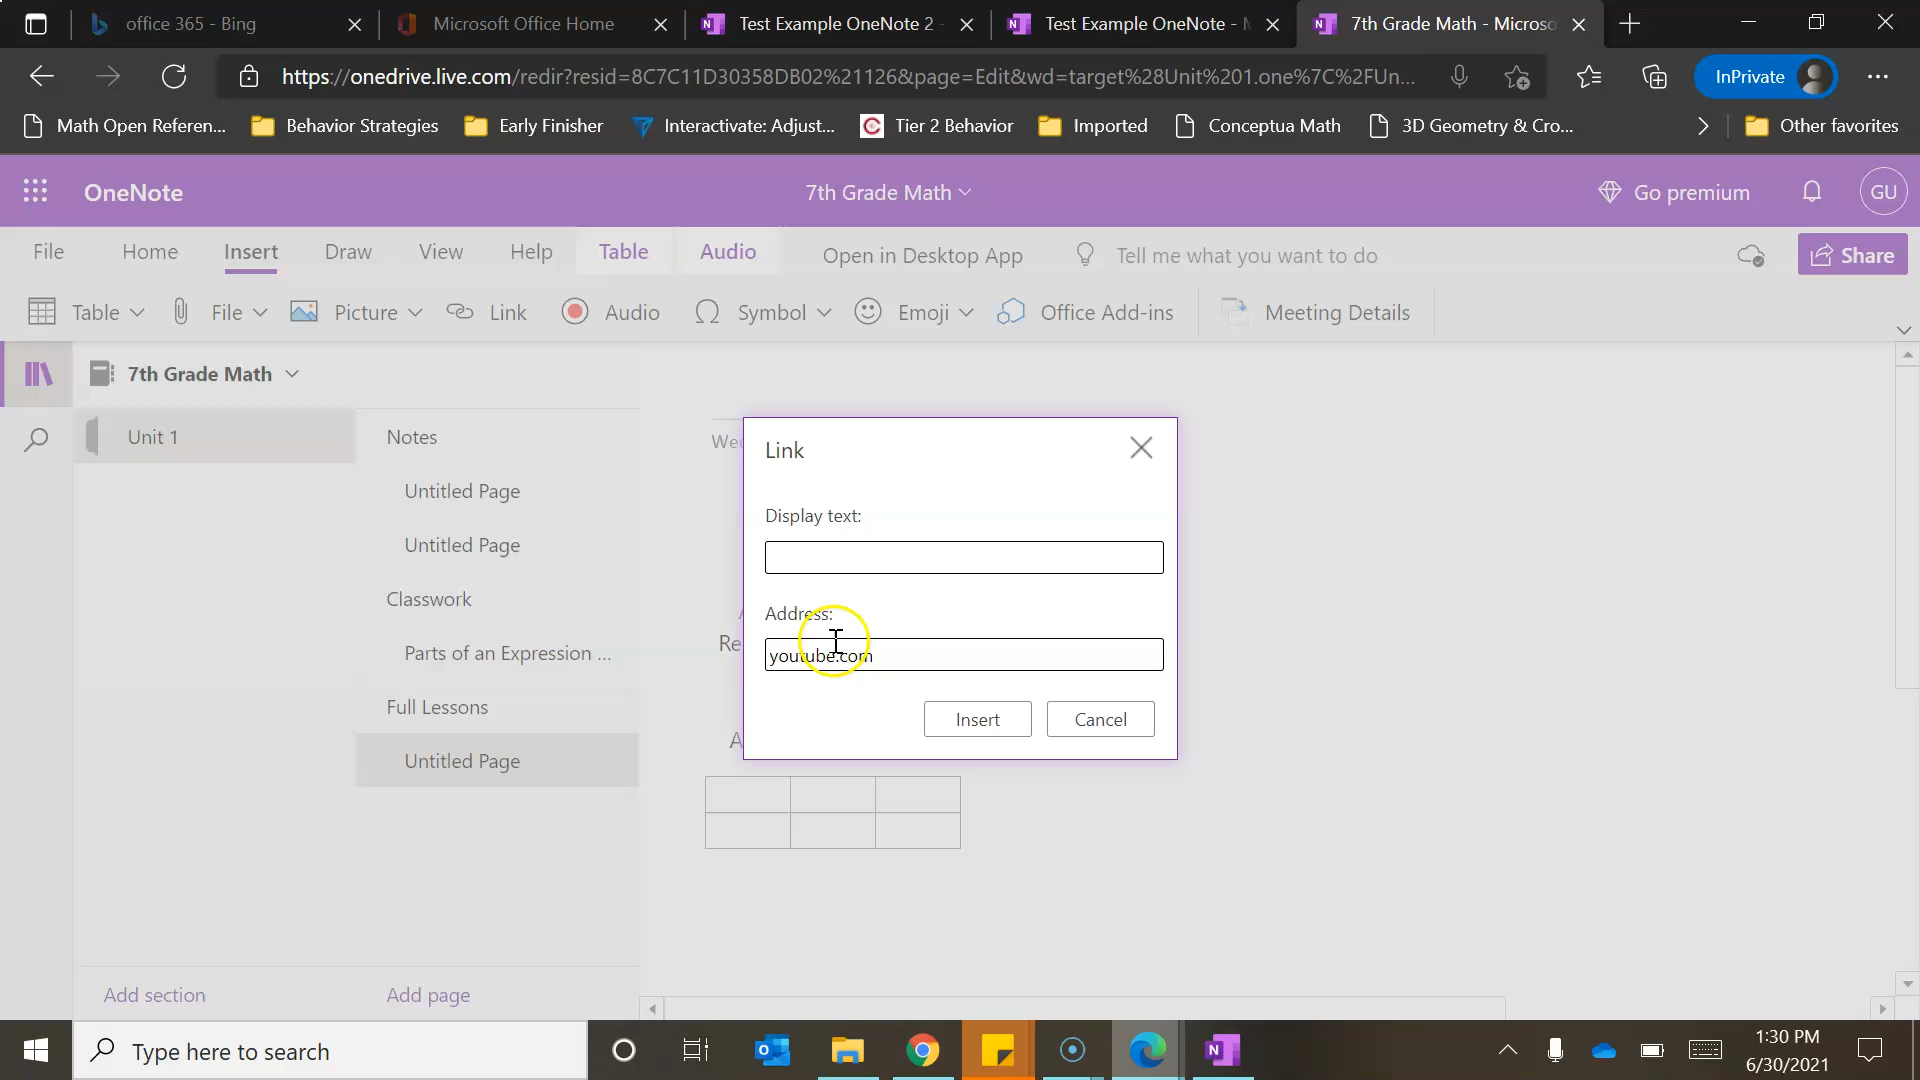 office 365 - Bing
Microsoft Office Home
Test Example OneNote 2 -
Test Example OneNote - M
7th Grade Math - Microso
https://onedrive.live.com/redir?resid=8C7C11D30358DB02%21126&page=Edit&wd=target%28Unit%201.one%7C%2FUn...
InPrivate
Math Open Referen...
Behavior Strategies
Early Finisher
Interactivate: Adjust...
Tier 2 Behavior
Imported
Conceptua Math
3D Geometry & Cro...
Other favorites
OneNote
7th Grade Math
Go premium
GU
File
Home
Insert
Draw
View
Help
Table
Audio
Open in Desktop App
Tell me what you want to do
Share
Table
File
Picture
Link
Audio
Symbol
Emoji
Office Add-ins
Meeting Details
7th Grade Math
Unit 1
Notes
Untitled Page
Untitled Page
Classwork
Parts of an Expression ...
Full Lessons
Untitled Page
Add section
Add page
Wed
Re
A
Link
Display text:
Address:
youtube.com
Insert
Cancel
Type here to search
1:30 PM
6/30/2021